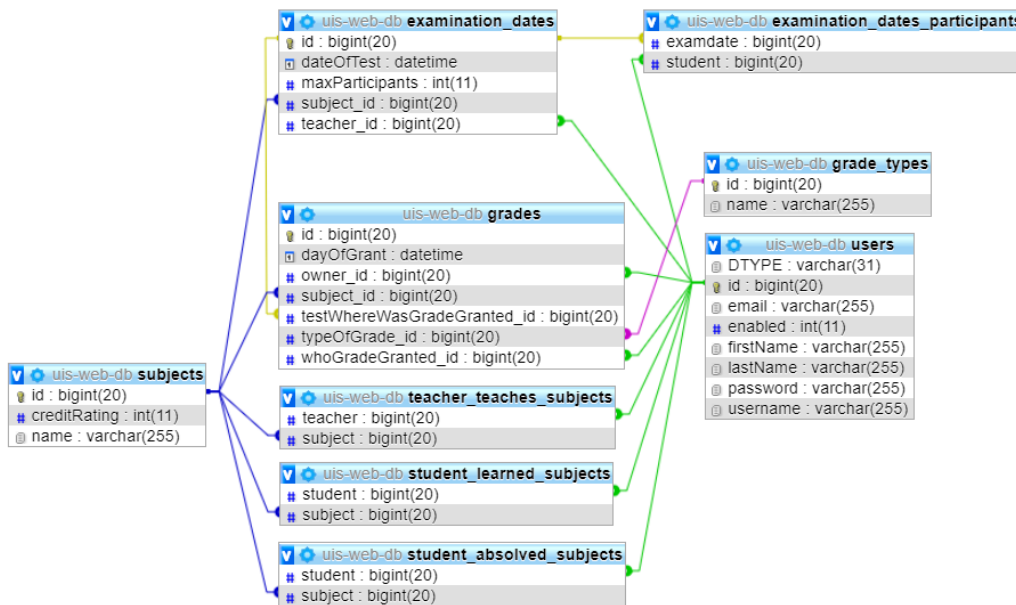 uis-web-db examination_dates
id : bigint(20)
dateOfTest : datetime
maxParticipants : int(11)
subject_id : bigint(20)
teacher_id : bigint(20)
uis-web-db examination_dates_participants
examdate : bigint(20)
student : bigint(20)
uis-web-db grade_types
id : bigint(20)
name : varchar(255)
uis-web-db grades
id : bigint(20)
dayOfGrant : datetime
owner_id : bigint(20)
subject_id : bigint(20)
testWhereWasGradeGranted_id : bigint(20)
typeOfGrade_id : bigint(20)
whoGradeGranted_id : bigint(20)
uis-web-db users
DTYPE : varchar(31)
id : bigint(20)
email : varchar(255)
enabled : int(11)
firstName : varchar(255)
lastName : varchar(255)
password : varchar(255)
username : varchar(255)
uis-web-db subjects
id : bigint(20)
creditRating : int(11)
name : varchar(255)
uis-web-db teacher_teaches_subjects
teacher : bigint(20)
subject : bigint(20)
uis-web-db student_learned_subjects
student : bigint(20)
subject : bigint(20)
uis-web-db student_absolved_subjects
student : bigint(20)
subject : bigint(20)